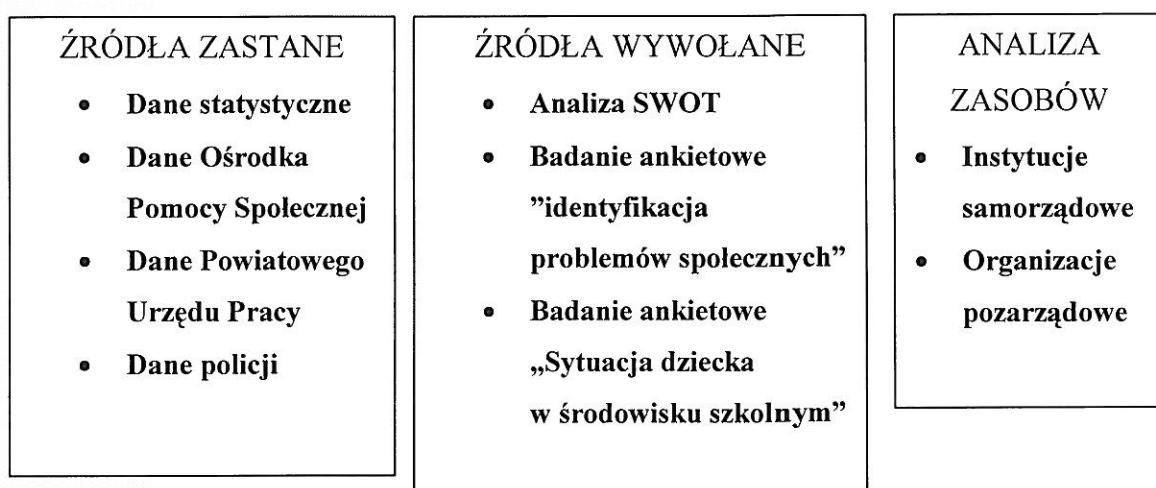 ŹRÓDŁA ZASTANE
• Dane statystyczne
• Dane Ośrodka
Pomocy Społecznej
• Dane Powiatowego
Urzędu Pracy
• Dane policji
ŹRÓDŁA WYWOŁANE
• Analiza SWOT
• Badanie ankietowe
”identyfikacja
problemów społecznych”
• Badanie ankietowe
„Sytuacja dziecka
w środowisku szkolnym”
ANALIZA
ZASOBÓW
• Instytucje
samorządowe
• Organizacje
pozarządowe